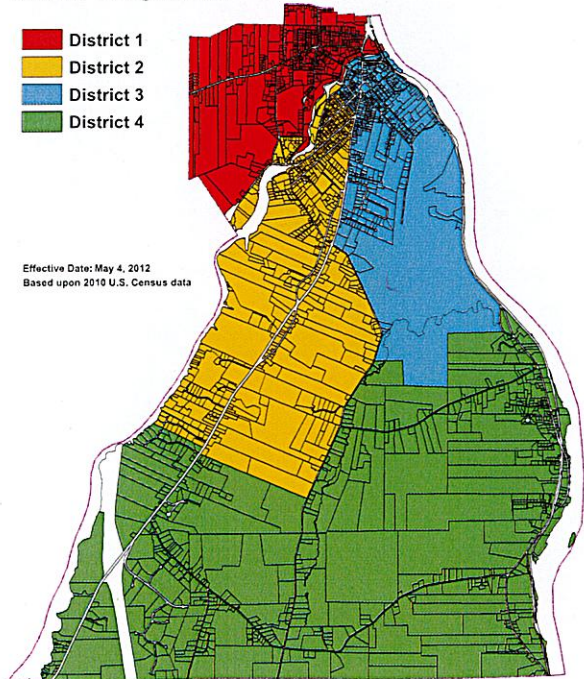 District 1
District 2
District 3
District 4
Effective Date: May 4, 2012
Based upon 2010 U.S. Census data